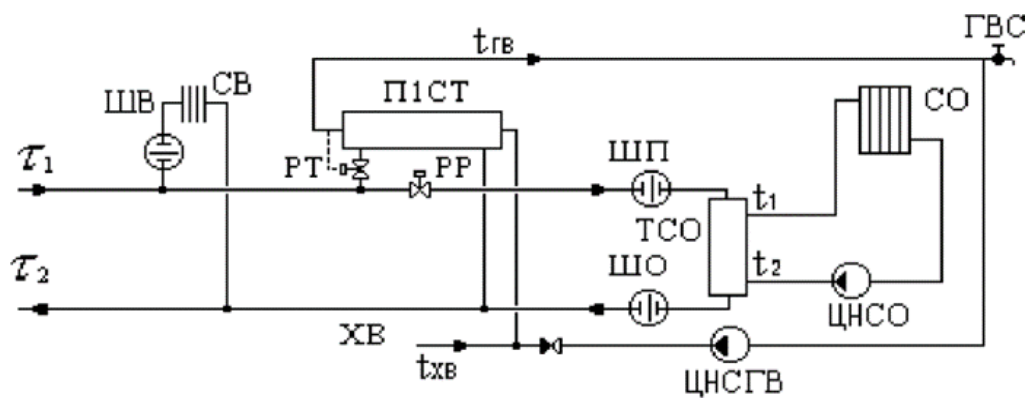 ГВС
tГВ
СВ
ШВ
П1СТ
СО
τ1
РТ
РР
ШП
t1
ТСО
τ2
ШО
t2
ЦНСО
ХВ
tХВ
ЦНСГВ